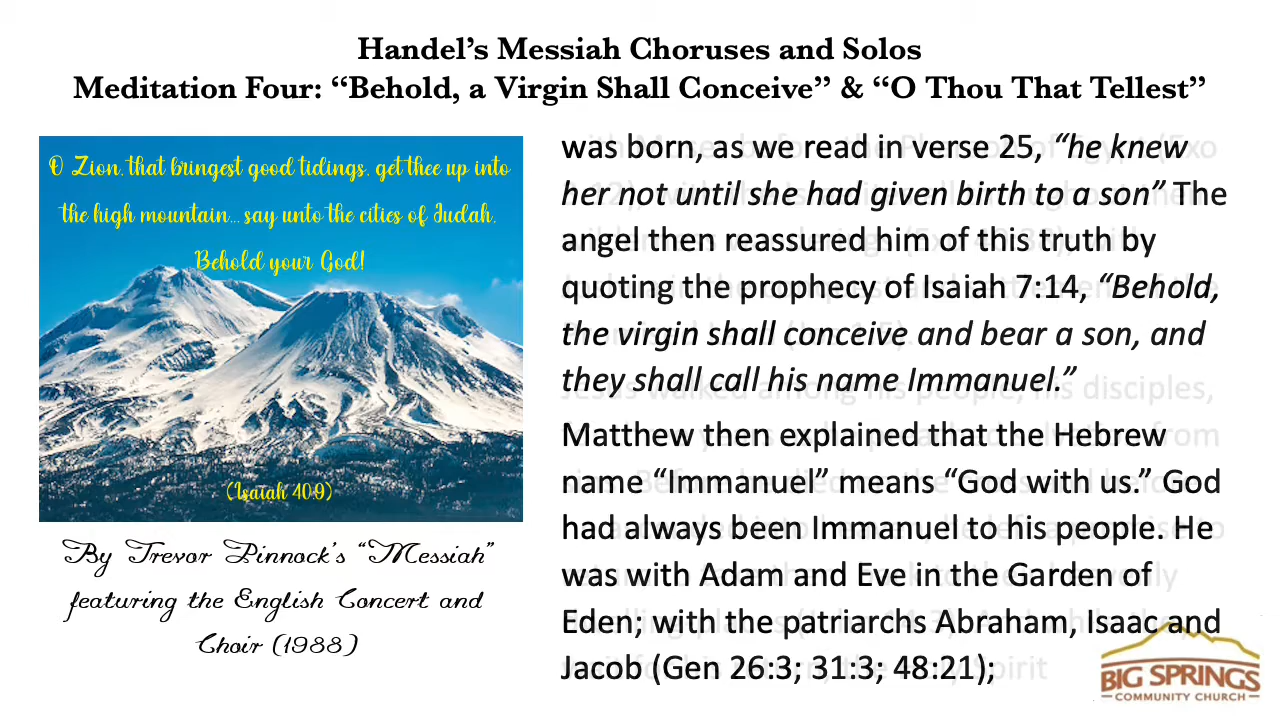 Handel’s Messiah Choruses and Solos
Meditation Four: “Behold, a Virgin Shall Conceive” & “O Thou That Tellest”
O Zion, that bringest good tidings, get thee up into
the high mountain... say unto the cities of Judah,
Behold your God!
(Isaiah 40:9)
By Trevor Pinnock’s “Messiah”
featuring the English Concert and
Choir (1988)
was born, as we read in verse 25, “he knew
her not until she had given birth to a son” The
angel then reassured him of this truth by
quoting the prophecy of Isaiah 7:14, “Behold,
the virgin shall conceive and bear a son, and
they shall call his name Immanuel.”
Matthew then explained that the Hebrew
name “Immanuel” means “God with us.” God
had always been Immanuel to his people. He
was with Adam and Eve in the Garden of
Eden; with the patriarchs Abraham, Isaac and
Jacob (Gen 26:3; 31:3; 48:21);
BIG SPRINGS
COMMUNITY CHURCH